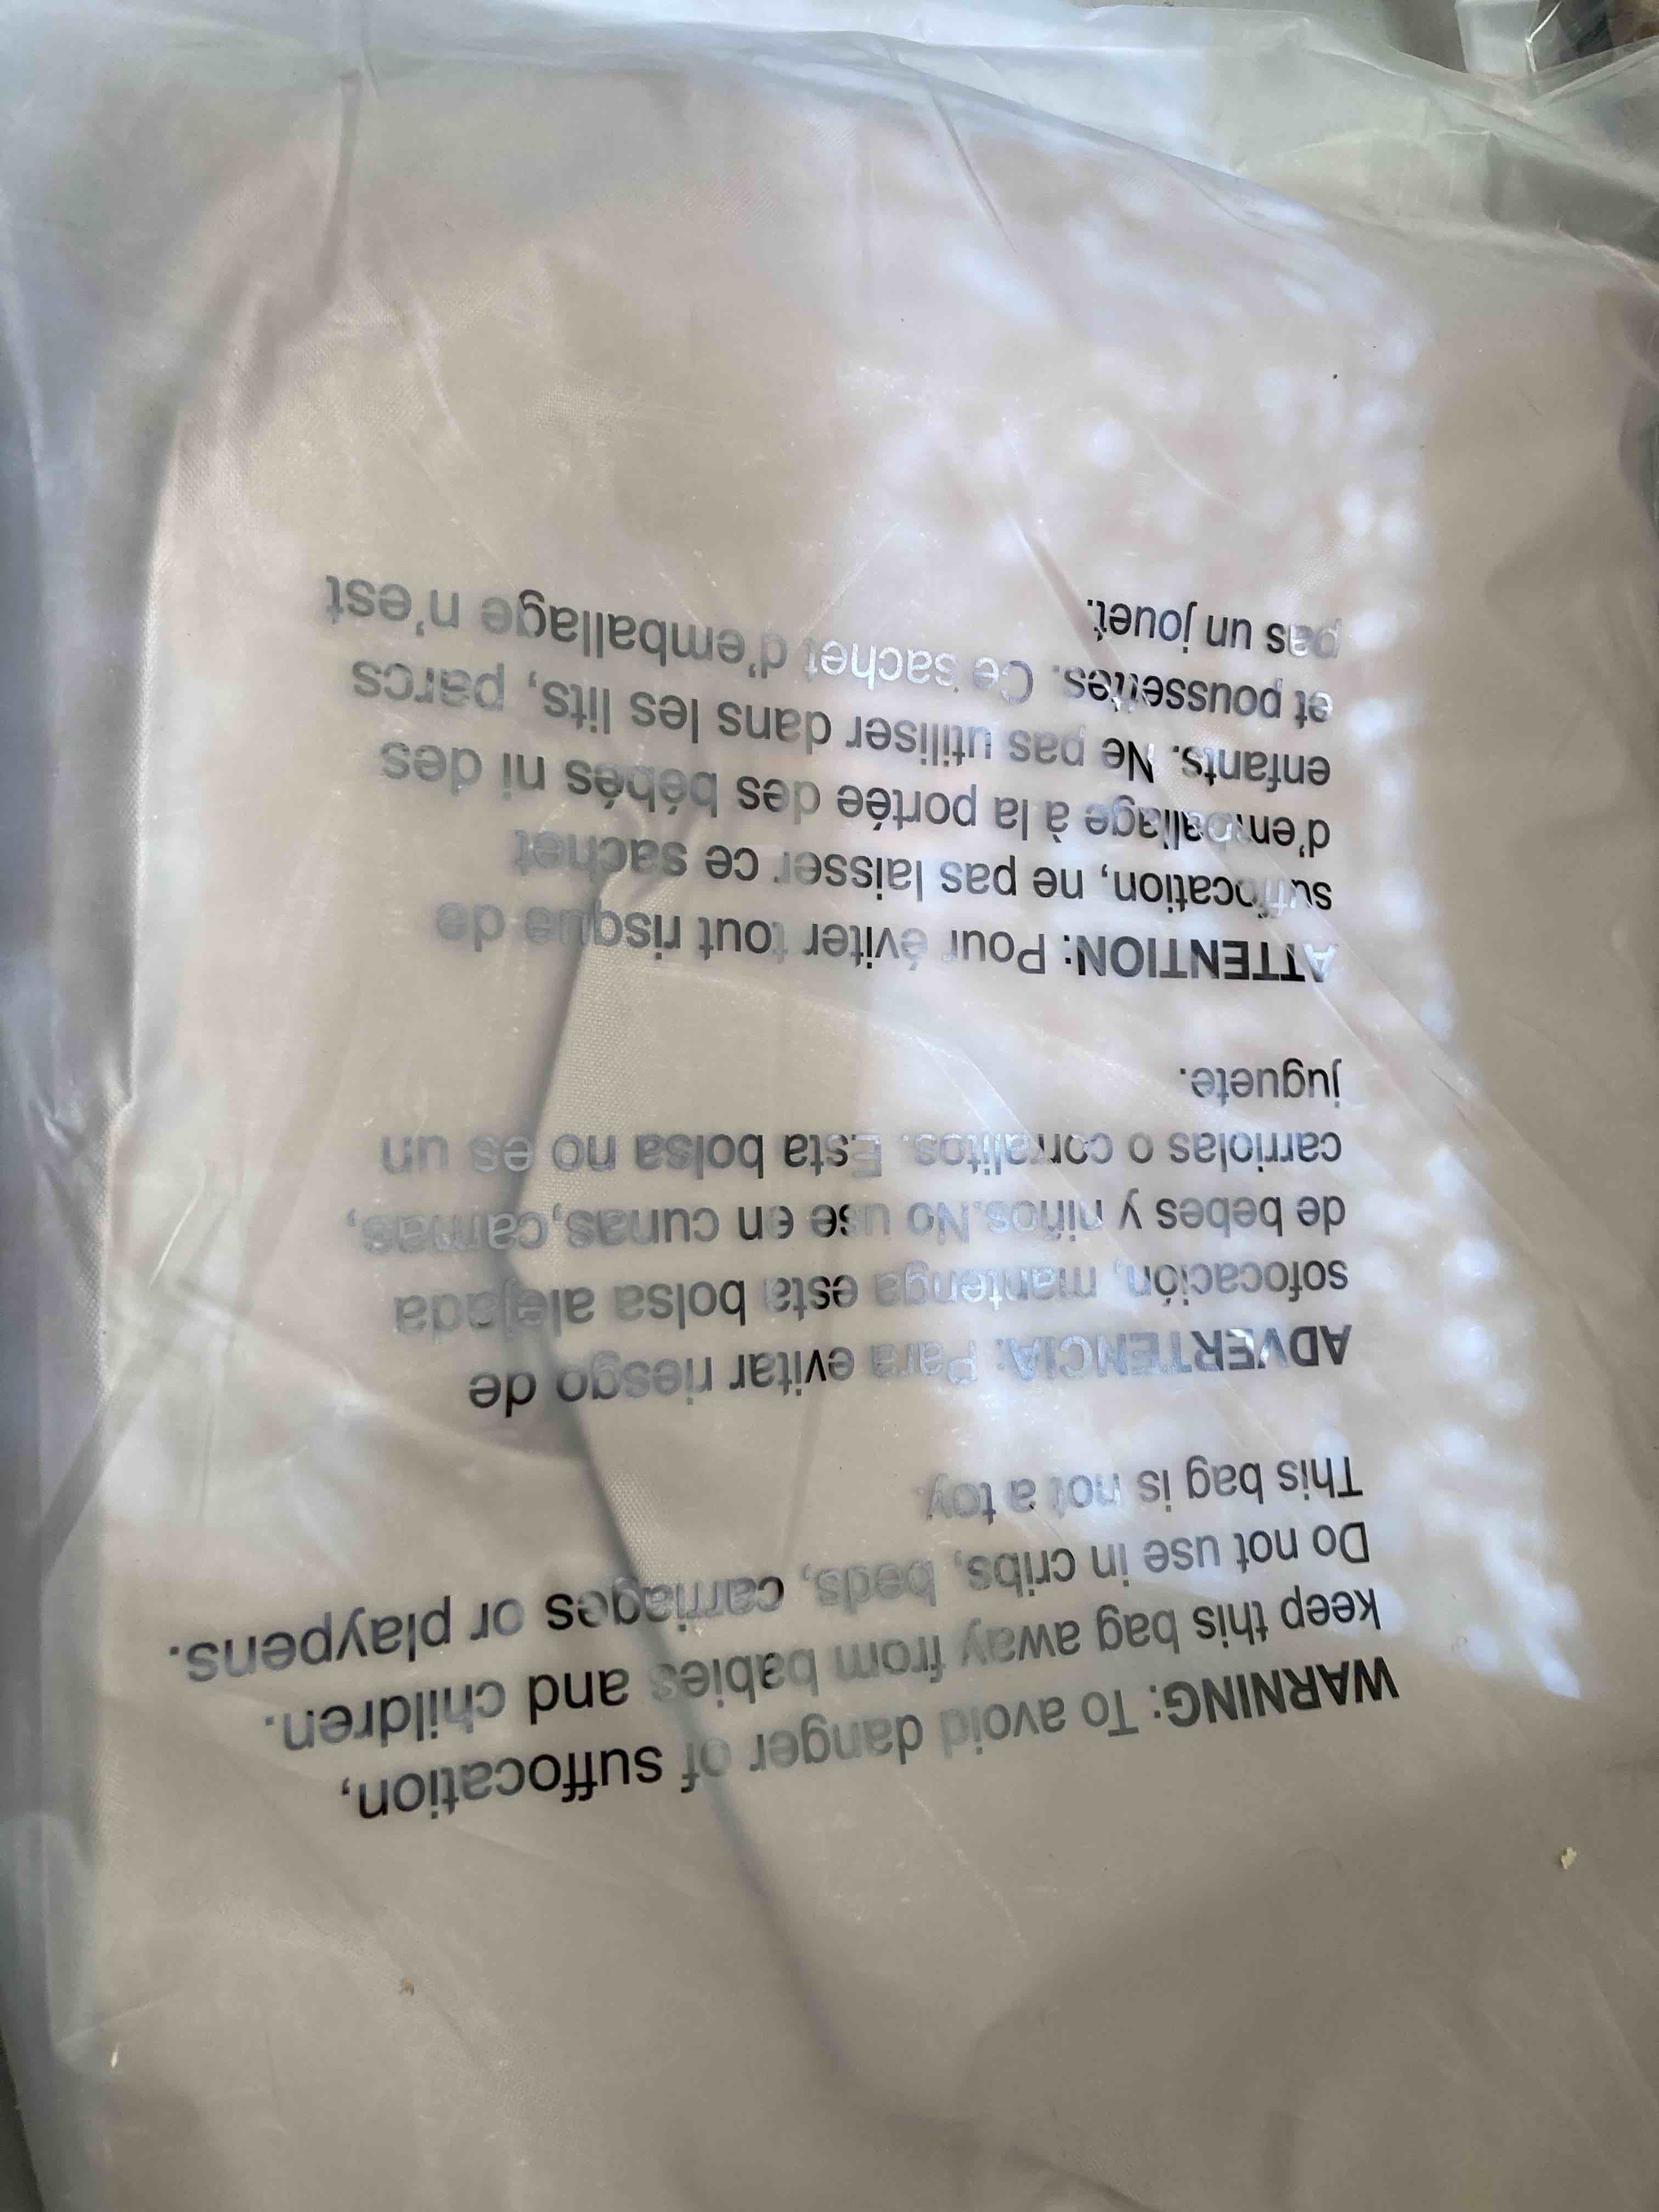 WARNING: To avoid danger of suffocation,
keep this bag away from babies and children.
Do not use in cribs, beds, carriages or playpens.
This bag is not a toy.
ADVERTENCIA: Para evitar riesgo de
sofocación, mantenga esta bolsa alejada
de bebes y niños.No use en cunas,camas,
carriolas o corralitos. Esta bolsa no es un
juguete.
ATTENTION: Pour éviter tout risque de
suffocation, ne pas laisser ce sachet
d'emballage à la portée des bébés ni des
enfants. Ne pas utiliser dans les lits, parcs
et poussettes. Ce sachet d'emballage n'est
pas un jouet.